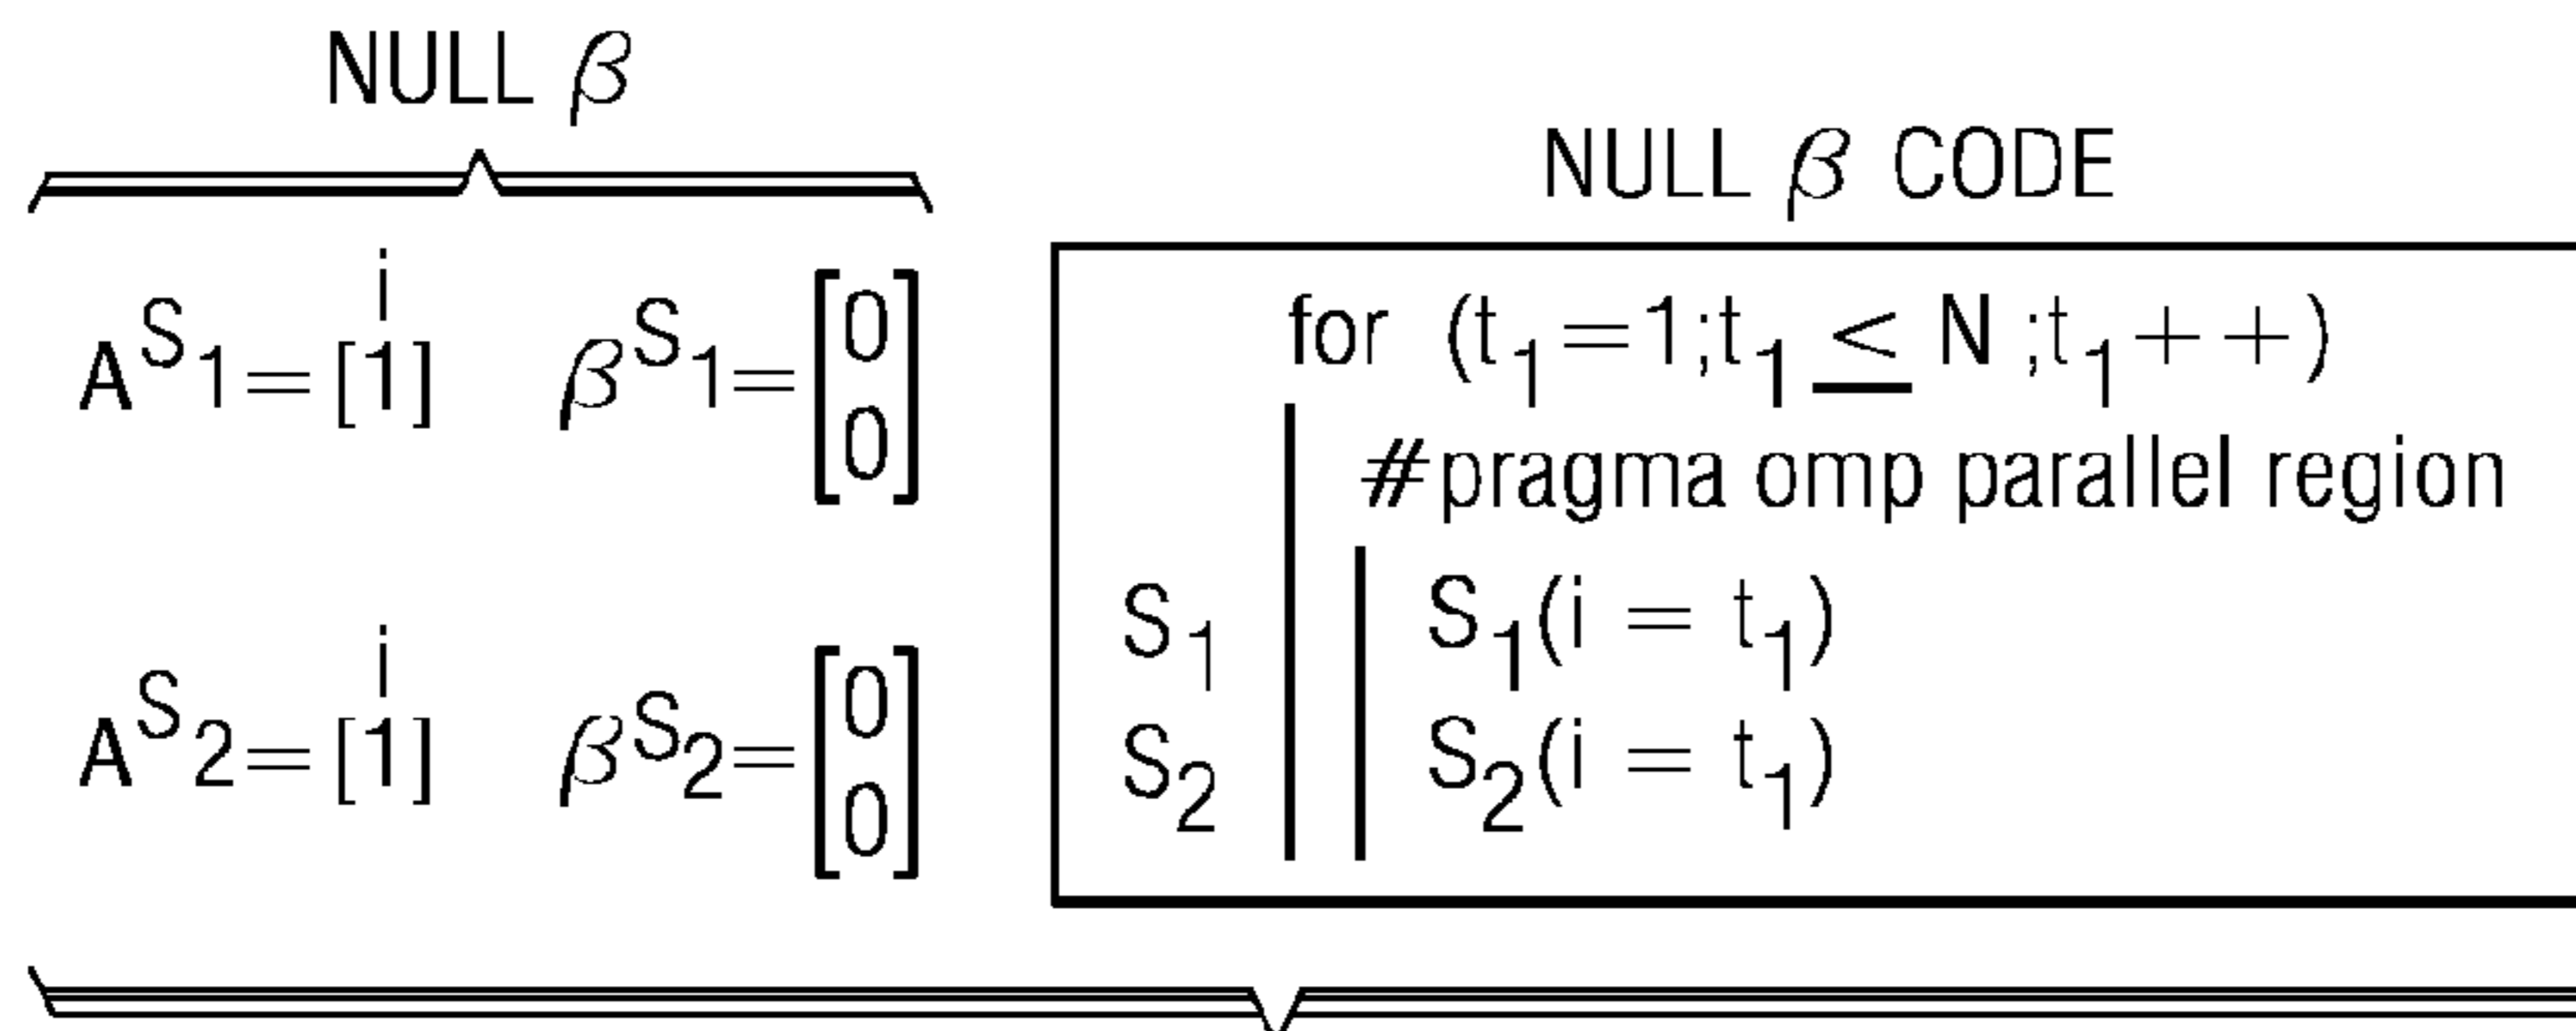 NULL β
i
A^S1=[1] β^S1=[0 0]
i
A^S2=[1] β^S2=[0 0]
NULL β CODE
for (t1=1;t1 ≤ N ;t1++)
#pragma omp parallel region
S1 S1(i = t1)
S2 S2(i = t1)